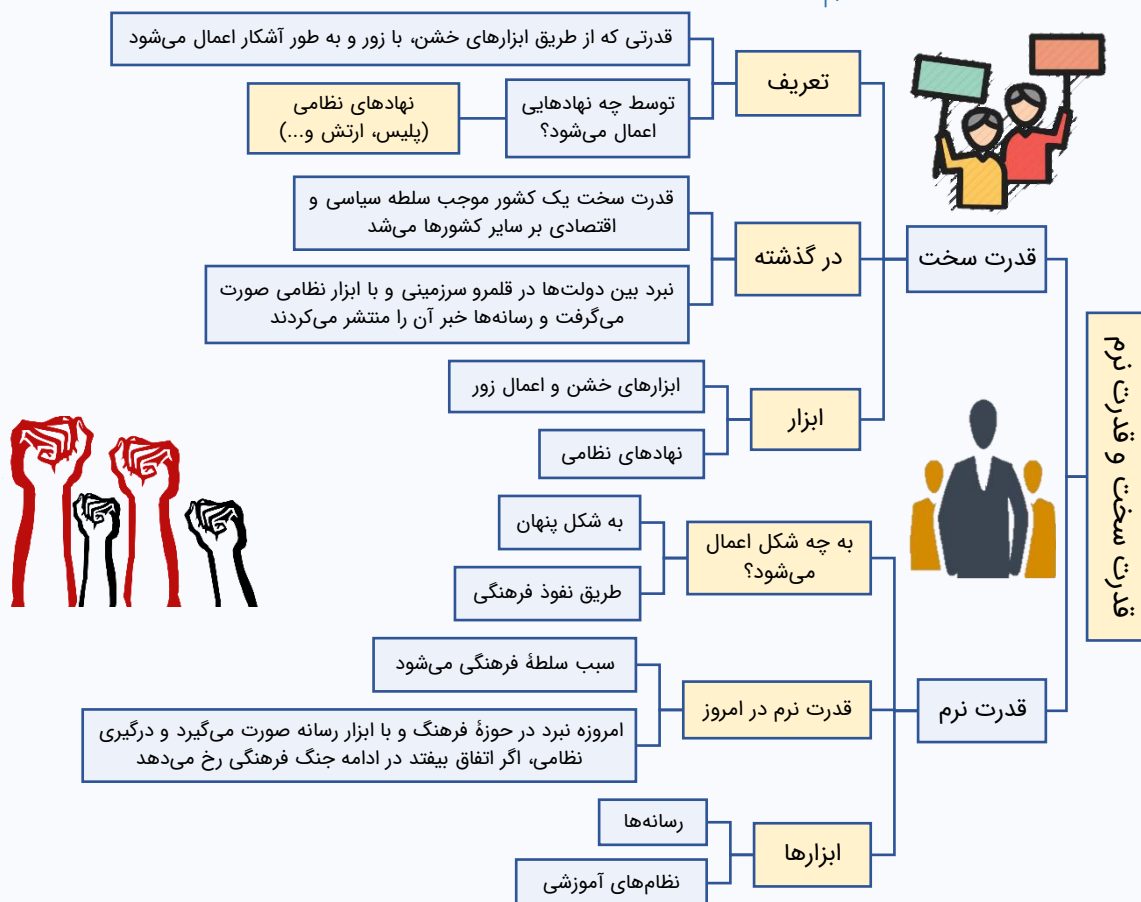 قدرت سخت و قدرت نرم
قدرت سخت
تعریف
قدرتی که از طریق ابزارهای خشن، با زور و به طور آشکار اعمال می‌شود
توسط چه نهادهایی
اعمال می‌شود؟
نهادهای نظامی
(پلیس، ارتش و...)
در گذشته
قدرت سخت یک کشور موجب سلطه سیاسی و
اقتصادی بر سایر کشورها می‌شد
نبرد بین دولت‌ها در قلمرو سرزمینی و با ابزار نظامی صورت
می‌گرفت و رسانه‌ها خبر آن را منتشر می‌کردند
ابزار
ابزارهای خشن و اعمال زور
نهادهای نظامی
قدرت نرم
به چه شکل اعمال
می‌شود؟
به شکل پنهان
طریق نفوذ فرهنگی
قدرت نرم در امروز
سبب سلطهٔ فرهنگی می‌شود
امروزه نبرد در حوزهٔ فرهنگ و با ابزار رسانه صورت می‌گیرد و درگیری
نظامی، اگر اتفاق بیفتد در ادامه جنگ فرهنگی رخ می‌دهد
ابزارها
رسانه‌ها
نظام‌های آموزشی